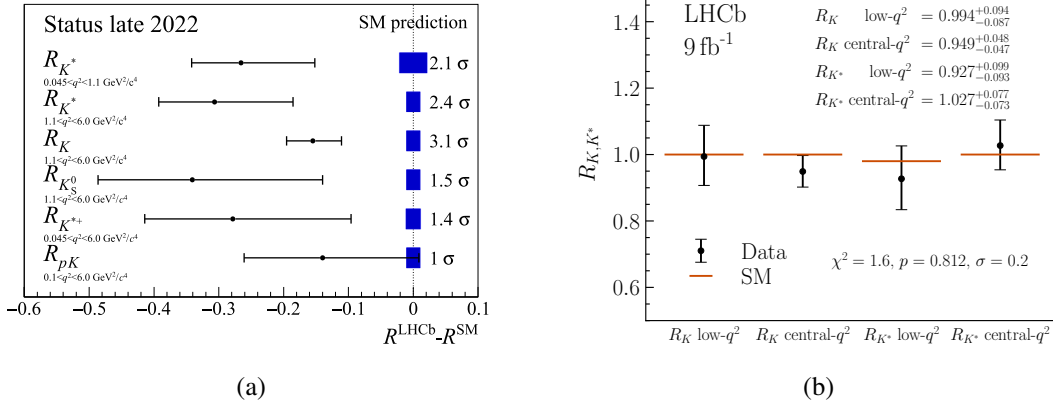 Status late 2022
SM prediction
R_{K^*} 2.1 σ
0.045<q²<1.1 GeV²/c⁴
R_{K^*} 2.4 σ
1.1<q²<6.0 GeV²/c⁴
R_K 3.1 σ
1.1<q²<6.0 GeV²/c⁴
R_{K_S^0} 1.5 σ
1.1<q²<6.0 GeV²/c⁴
R_{K^{*+}} 1.4 σ
0.045<q²<6.0 GeV²/c⁴
R_{pK} 1 σ
0.1<q²<6.0 GeV²/c⁴
−0.6 −0.5 −0.4 −0.3 −0.2 −0.1 0 0.1
R^{LHCb}-R^{SM}
(a)
LHCb
9 fb⁻¹
R_K low-q² = 0.994^{+0.094}_{−0.087}
R_K central-q² = 0.949^{+0.048}_{−0.047}
R_{K*} low-q² = 0.927^{+0.099}_{−0.093}
R_{K*} central-q² = 1.027^{+0.077}_{−0.073}
R_{K,K*}
1.4
1.2
1.0
0.8
0.6
Data
SM
χ² = 1.6, p = 0.812, σ = 0.2
R_K low-q² R_K central-q² R_{K*} low-q² R_{K*} central-q²
(b)